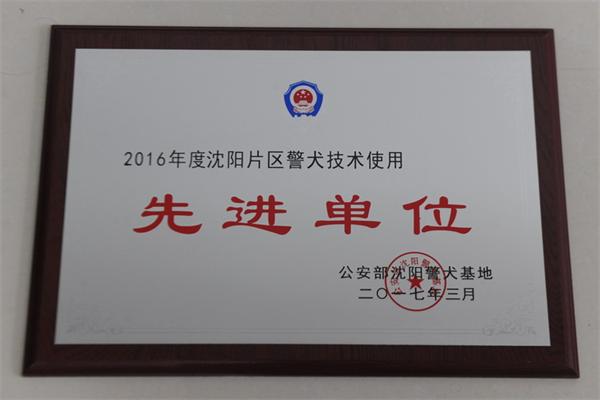 2016年度沈阳片区警犬技术使用
先进单位
公安部沈阳警犬基地
二〇一七年三月